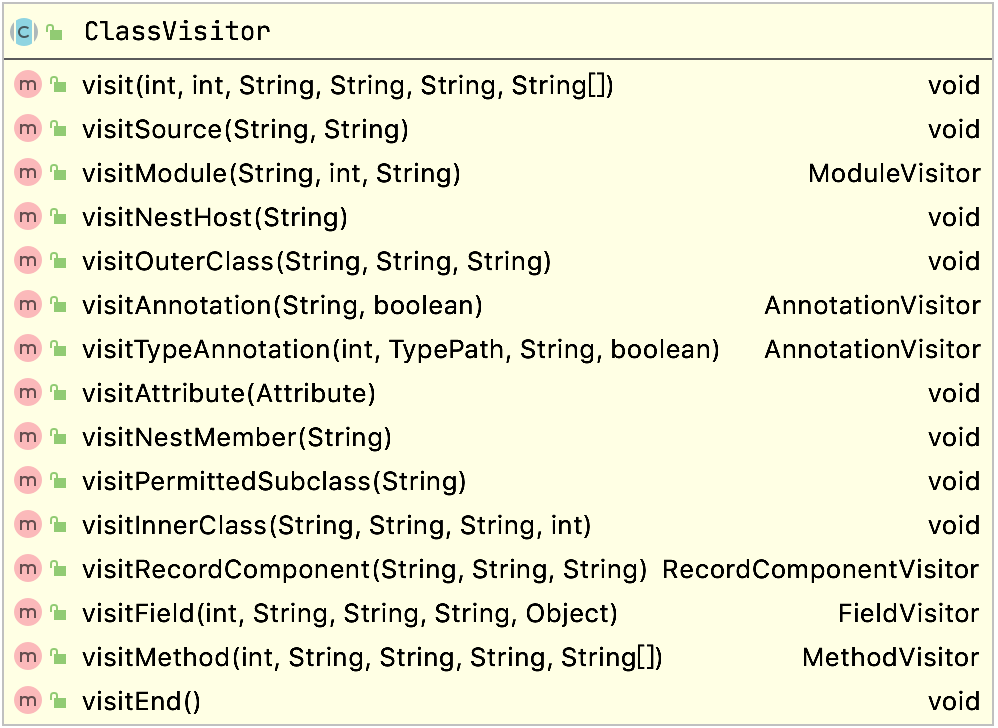 C ClassVisitor
m visit(int, int, String, String, String, String[]) void
m visitSource(String, String) void
m visitModule(String, int, String) ModuleVisitor
m visitNestHost(String) void
m visitOuterClass(String, String, String) void
m visitAnnotation(String, boolean) AnnotationVisitor
m visitTypeAnnotation(int, TypePath, String, boolean) AnnotationVisitor
m visitAttribute(Attribute) void
m visitNestMember(String) void
m visitPermittedSubclass(String) void
m visitInnerClass(String, String, String, int) void
m visitRecordComponent(String, String, String) RecordComponentVisitor
m visitField(int, String, String, String, Object) FieldVisitor
m visitMethod(int, String, String, String, String[]) MethodVisitor
m visitEnd() void